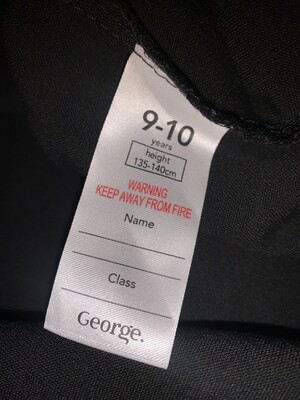 9-10
years
height
135-140cm
WARNING
KEEP AWAY FROM FIRE
Name
Class
George.